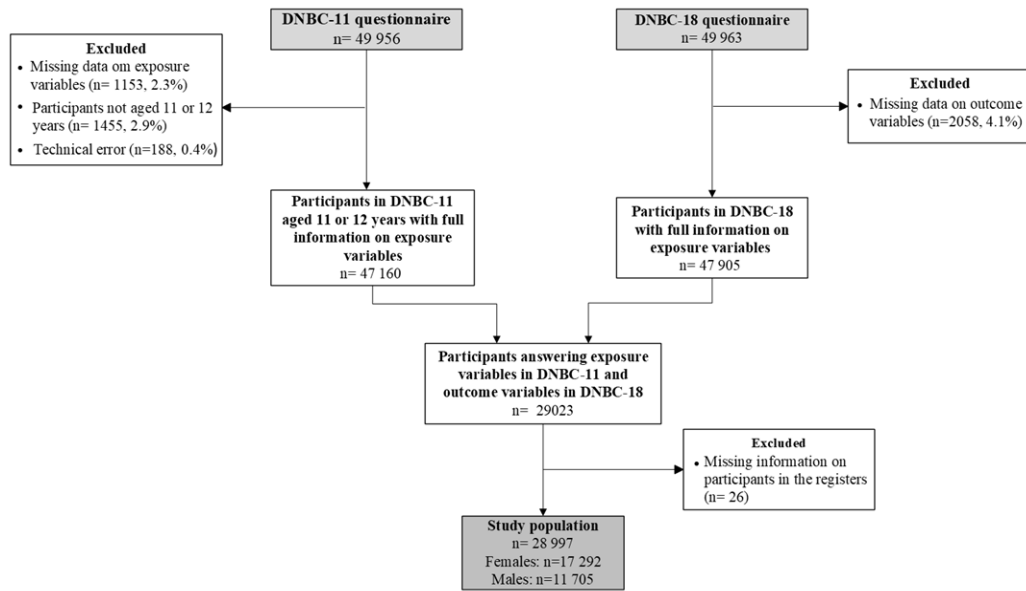 DNBC-11 questionnaire
n= 49 956
DNBC-18 questionnaire
n= 49 963
Excluded
• Missing data om exposure
variables (n= 1153, 2.3%)
• Participants not aged 11 or 12
years (n= 1455, 2.9%)
• Technical error (n=188, 0.4%)
Excluded
• Missing data on outcome
variables (n=2058, 4.1%)
Participants in DNBC-11
aged 11 or 12 years with full
information on exposure
variables
n= 47 160
Participants in DNBC-18
with full information on
exposure variables
n= 47 905
Participants answering exposure
variables in DNBC-11 and
outcome variables in DNBC-18
n= 29023
Excluded
• Missing information on
participants in the registers
(n= 26)
Study population
n= 28 997
Females: n=17 292
Males: n=11 705